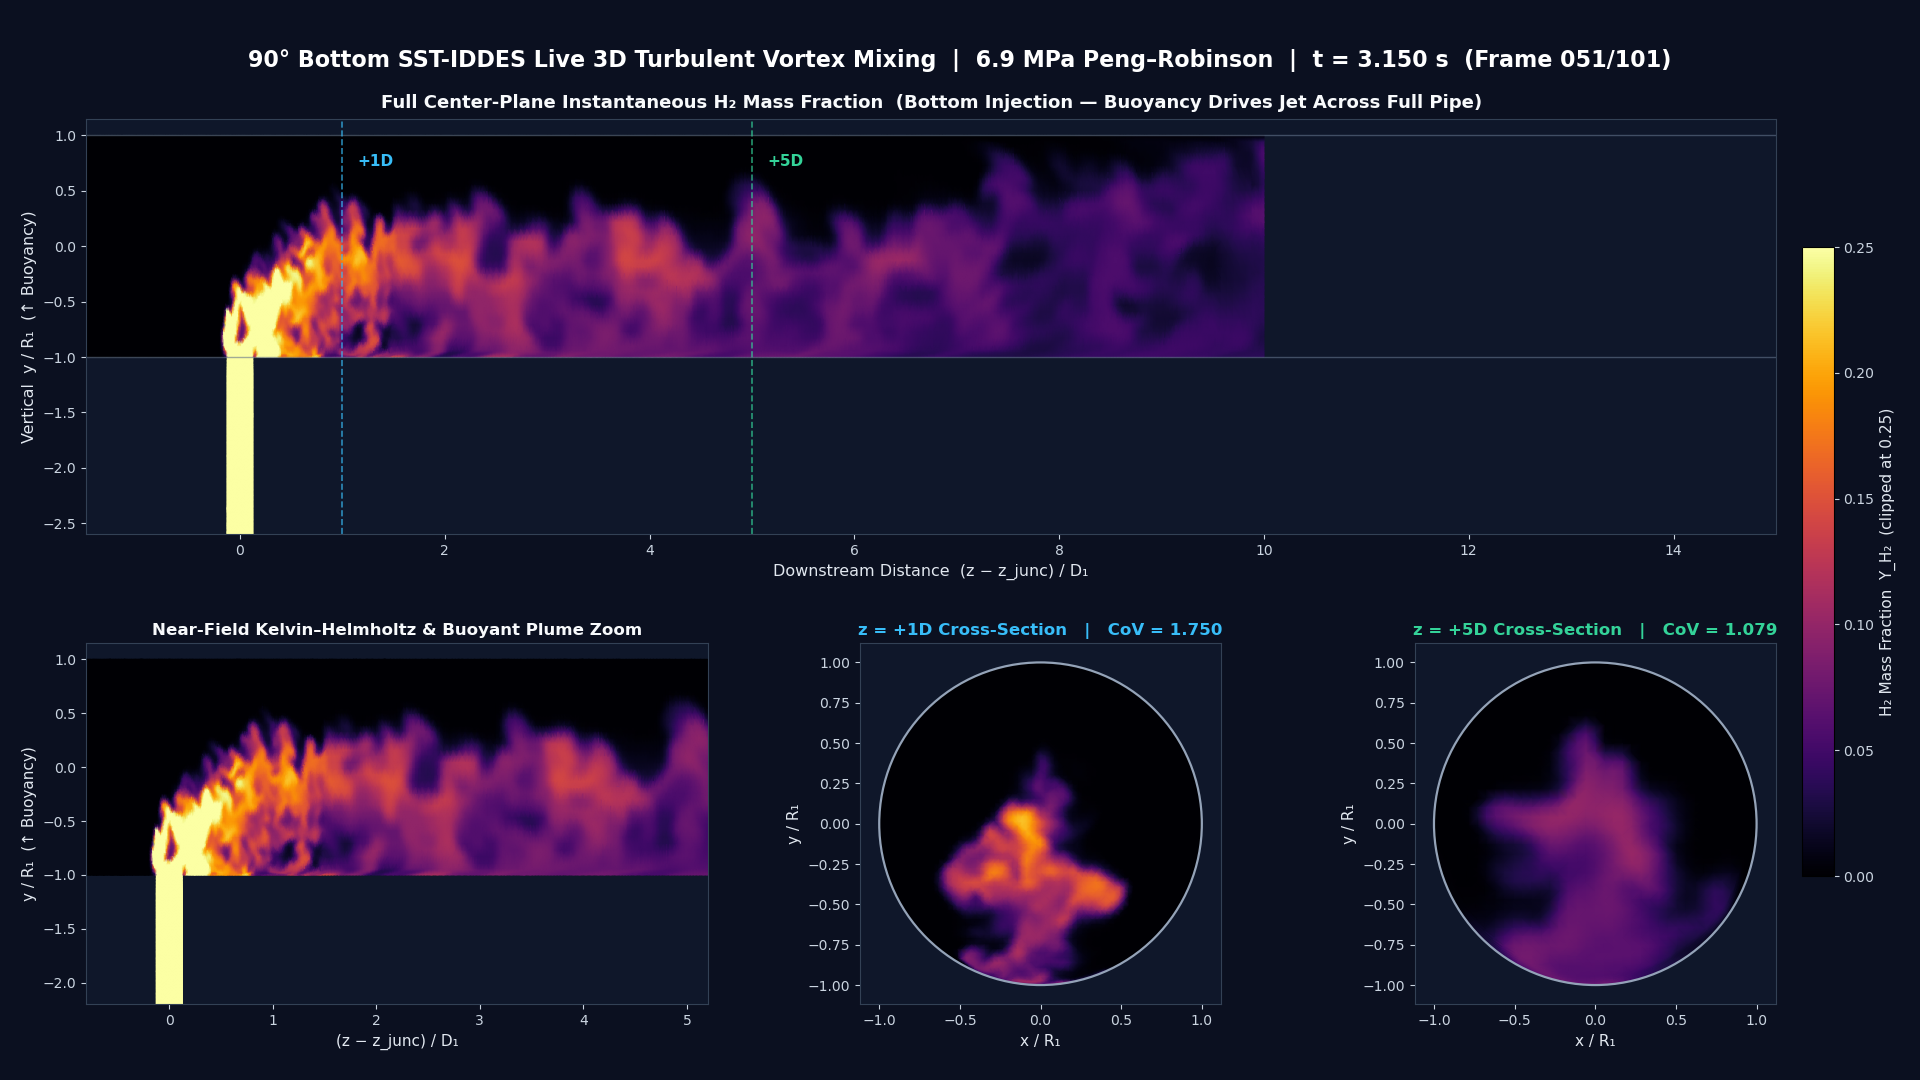 90° Bottom SST-IDDES Live 3D Turbulent Vortex Mixing | 6.9 MPa Peng–Robinson | t = 3.150 s (Frame 051/101)
Full Center-Plane Instantaneous H₂ Mass Fraction (Bottom Injection — Buoyancy Drives Jet Across Full Pipe)
Vertical y / R₁ (↑ Buoyancy)
1.0
0.5
0.0
−0.5
−1.0
−1.5
−2.0
−2.5
+1D
+5D
0 2 4 6 8 10 12 14
Downstream Distance (z − z_junc) / D₁
Near-Field Kelvin–Helmholtz & Buoyant Plume Zoom
y / R₁ (↑ Buoyancy)
1.0
0.5
0.0
−0.5
−1.0
−1.5
−2.0
0 1 2 3 4 5
(z − z_junc) / D₁
z = +1D Cross-Section | CoV = 1.750
y / R₁
1.00
0.75
0.50
0.25
0.00
−0.25
−0.50
−0.75
−1.00
−1.0 −0.5 0.0 0.5 1.0
x / R₁
z = +5D Cross-Section | CoV = 1.079
y / R₁
1.00
0.75
0.50
0.25
0.00
−0.25
−0.50
−0.75
−1.00
−1.0 −0.5 0.0 0.5 1.0
x / R₁
0.25
0.20
0.15
0.10
0.05
0.00
H₂ Mass Fraction Y_H₂ (clipped at 0.25)